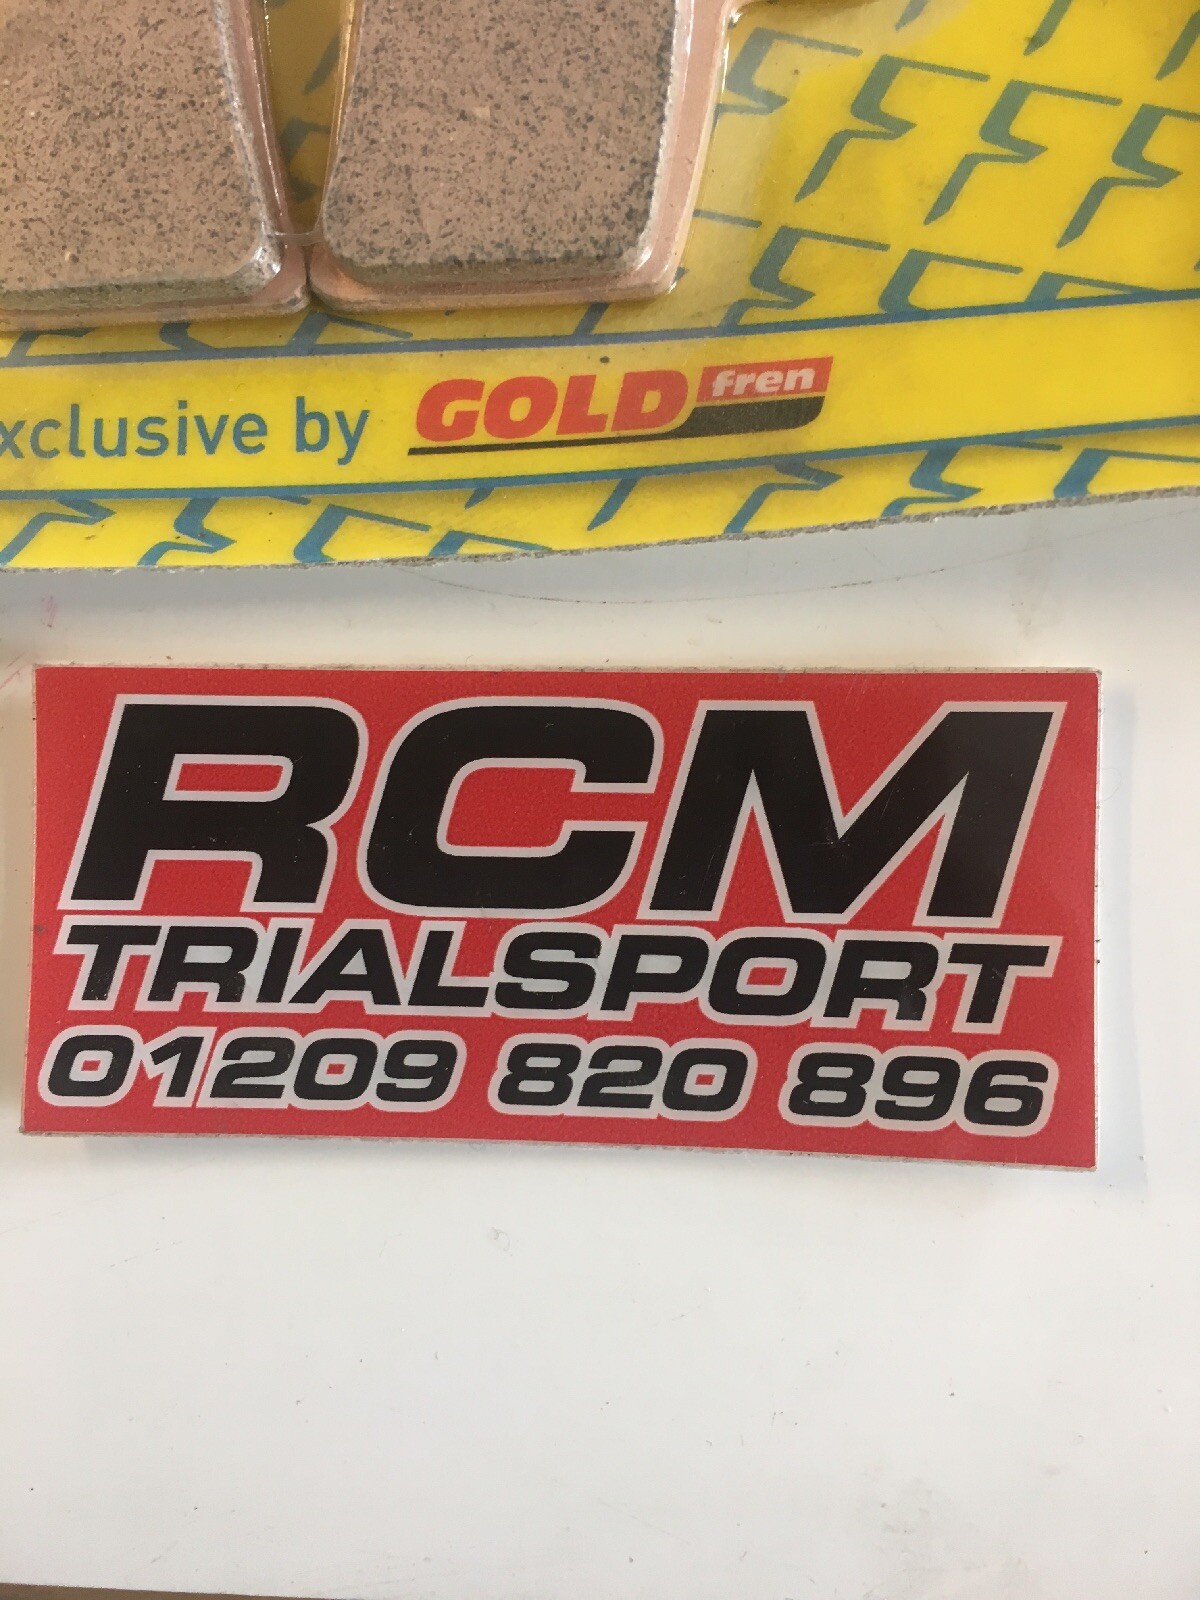 xclusive by GOLD fren
RCM
TRIALSPORT
01209 820 896